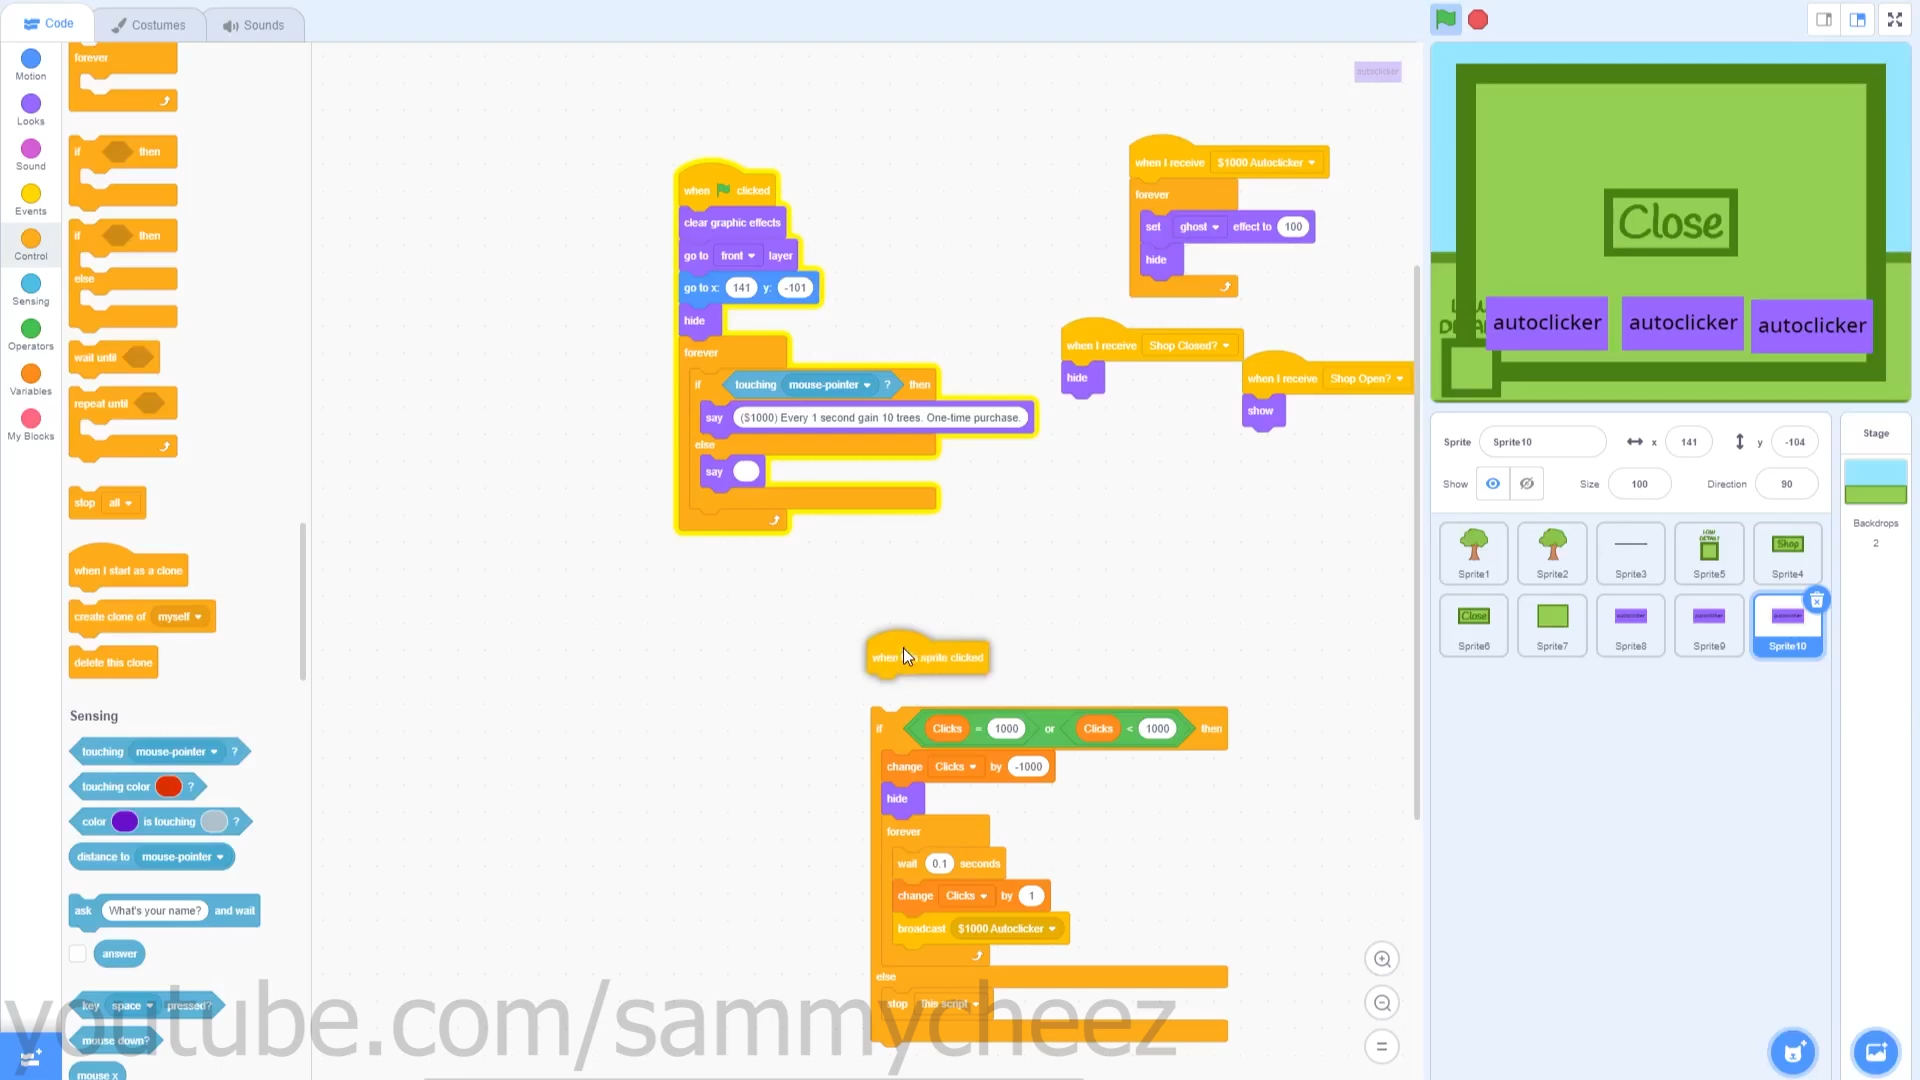 Code
Costumes
Sounds
Motion
Looks
Sound
Events
Control
Sensing
Operators
Variables
My Blocks
forever
if then
if then
else
wait until
repeat until
stop all
when I start as a clone
create clone of myself
delete this clone
Sensing
touching mouse-pointer ?
touching color ?
color is touching ?
distance to mouse-pointer
ask What's your name? and wait
answer
key space pressed?
mouse down?
mouse x
when clicked
clear graphic effects
go to front layer
go to x: 141 y: -101
hide
forever
if touching mouse-pointer ? then
say ($1000) Every 1 second gain 10 trees. One-time purchase.
else
say
autoclicker
when I receive $1000 Autoclicker
forever
set ghost effect to 100
hide
when I receive Shop Closed?
hide
when I receive Shop Open?
show
when sprite clicked
if Clicks = 1000 or Clicks < 1000 then
change Clicks by -1000
hide
forever
wait 0.1 seconds
change Clicks by 1
broadcast $1000 Autoclicker
else
stop this script
youtube.com/sammycheez
Close
autoclicker autoclicker autoclicker
Sprite Sprite10 x 141 y -104
Show Size 100 Direction 90
LOW
DETAIL
Shop
Sprite1 Sprite2 Sprite3 Sprite5 Sprite4
Close autoclicker autoclicker autoclicker
Sprite6 Sprite7 Sprite8 Sprite9 Sprite10
Stage
Backdrops
2